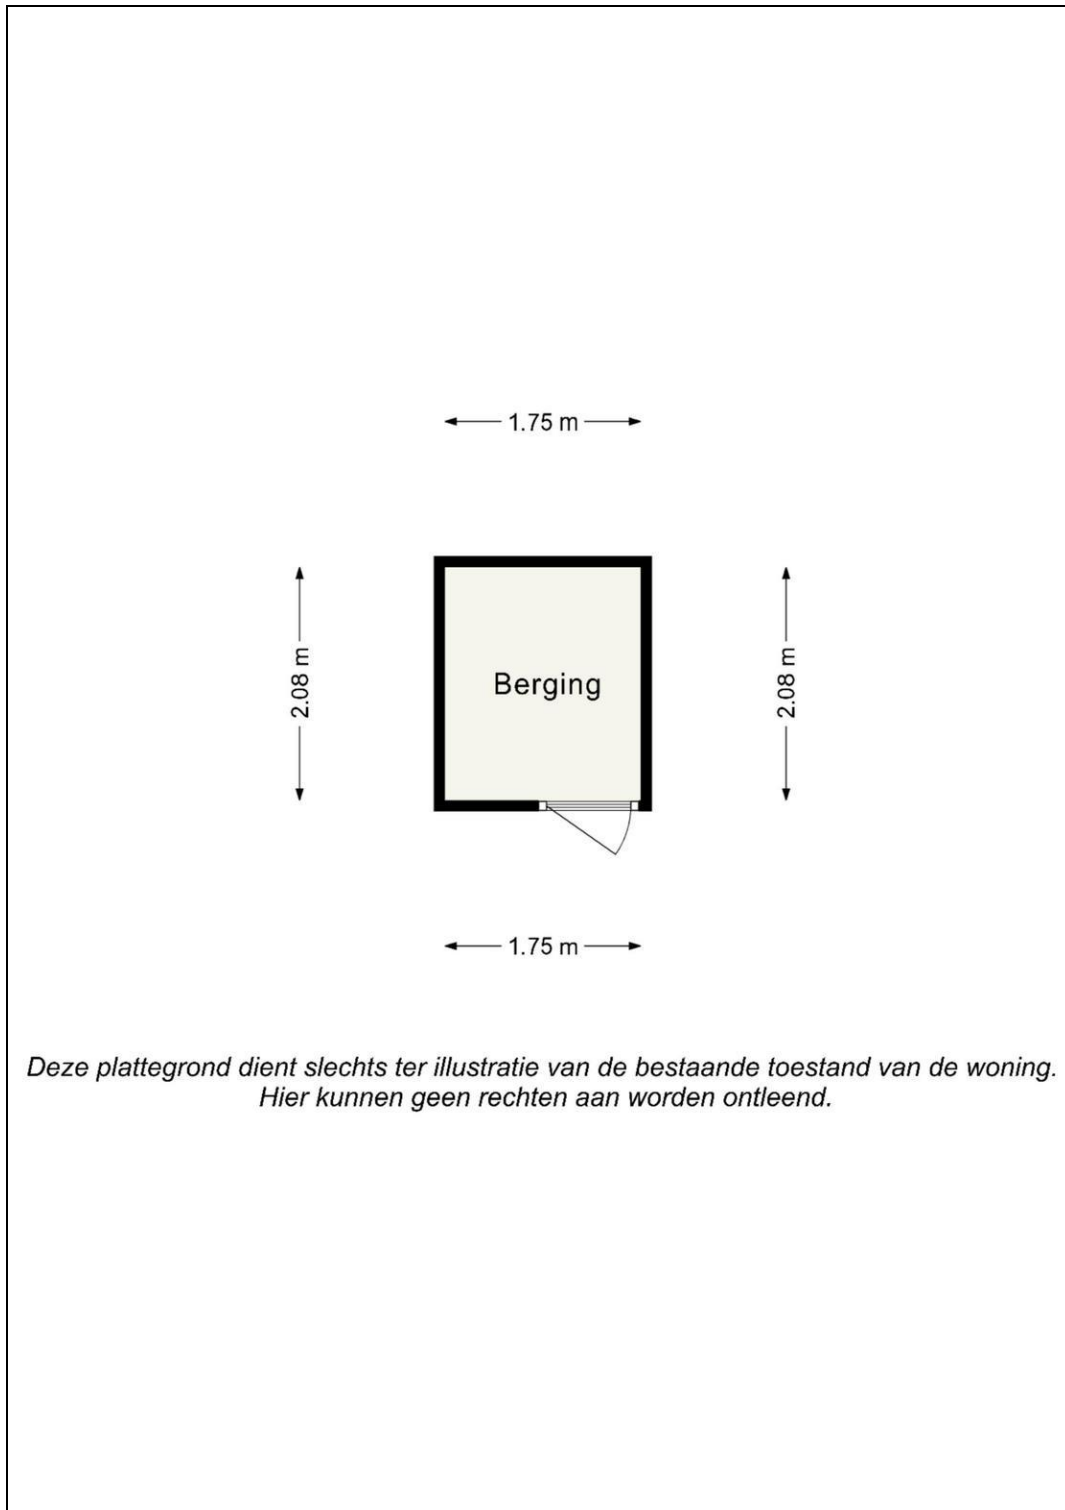 1.75 m
2.08 m
Berging
2.08 m
1.75 m
Deze plattegrond dient slechts ter illustratie van de bestaande toestand van de woning.
Hier kunnen geen rechten aan worden ontleend.